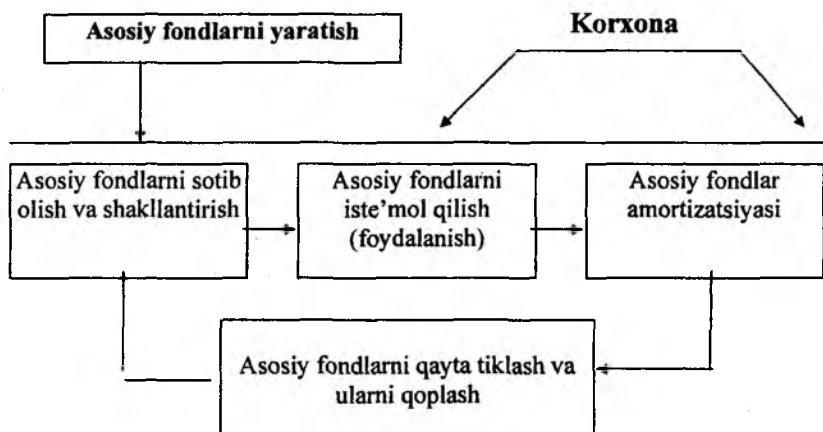 Asosiy fondlarni yaratish
Korxona
Asosiy fondlarni sotib
olish va shakllantirish
Asosiy fondlarni
iste’mol qilish
(foydalanish)
Asosiy fondlar
amortizatsiyasi
Asosiy fondlarni qayta tiklash va
ularni qoplash